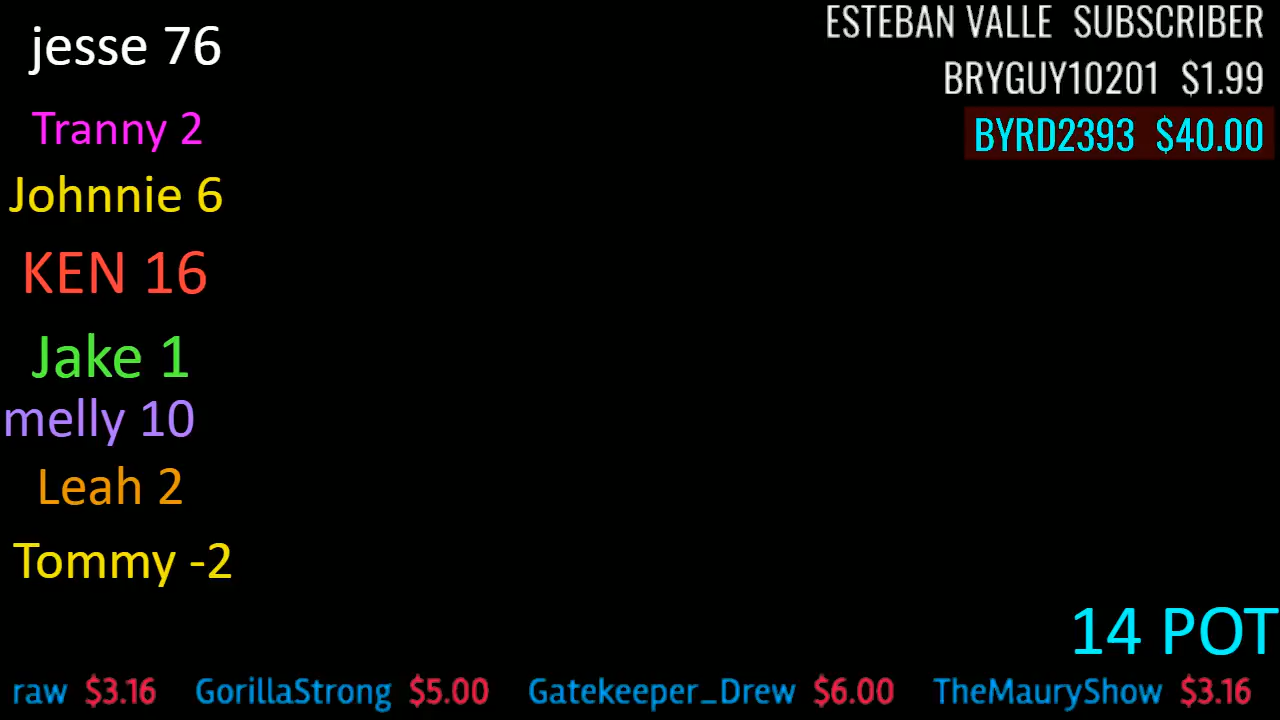 jesse 76
Tranny 2
Johnnie 6
KEN 16
Jake 1
melly 10
Leah 2
Tommy -2
ESTEBAN VALLE SUBSCRIBER
BRYGUY10201 $1.99
BYRD2393 $40.00
14 POT
raw $3.16 GorillaStrong $5.00 Gatekeeper_Drew $6.00 TheMauryShow $3.16